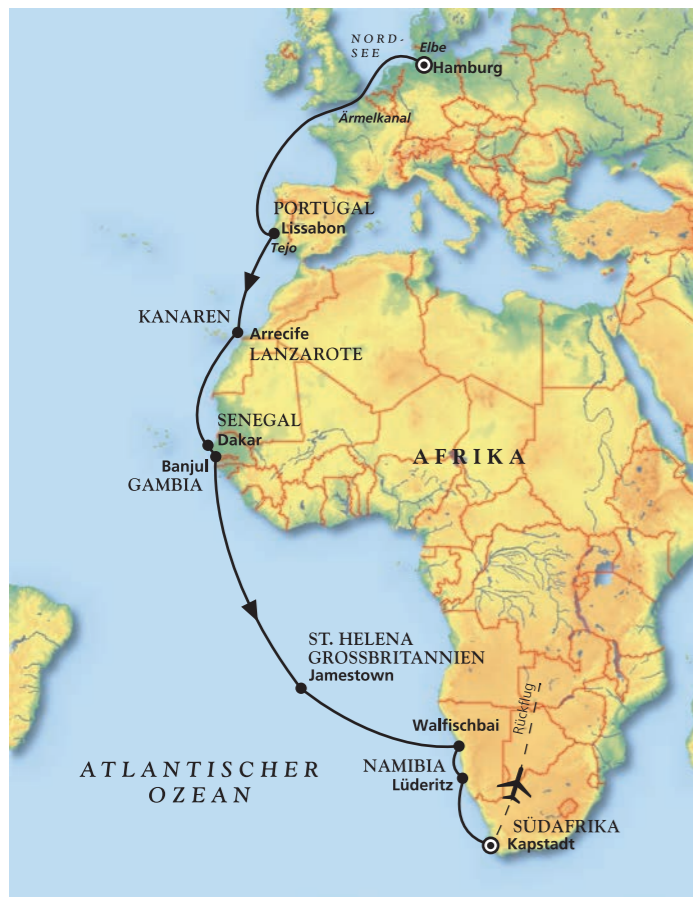 NORD-
SEE
Elbe
Hamburg
Ärmelkanal
PORTUGAL
Lissabon
Tejo
KANAREN
Arrecife
LANZAROTE
SENEGAL
Dakar
Banjul
GAMBIA
AFRIKA
ST. HELENA
GROSSBRITANNIEN
Jamestown
Walfischbai
Rückflug
ATLANTISCHER
OZEAN
NAMIBIA
Lüderitz
SÜDAFRIKA
Kapstadt